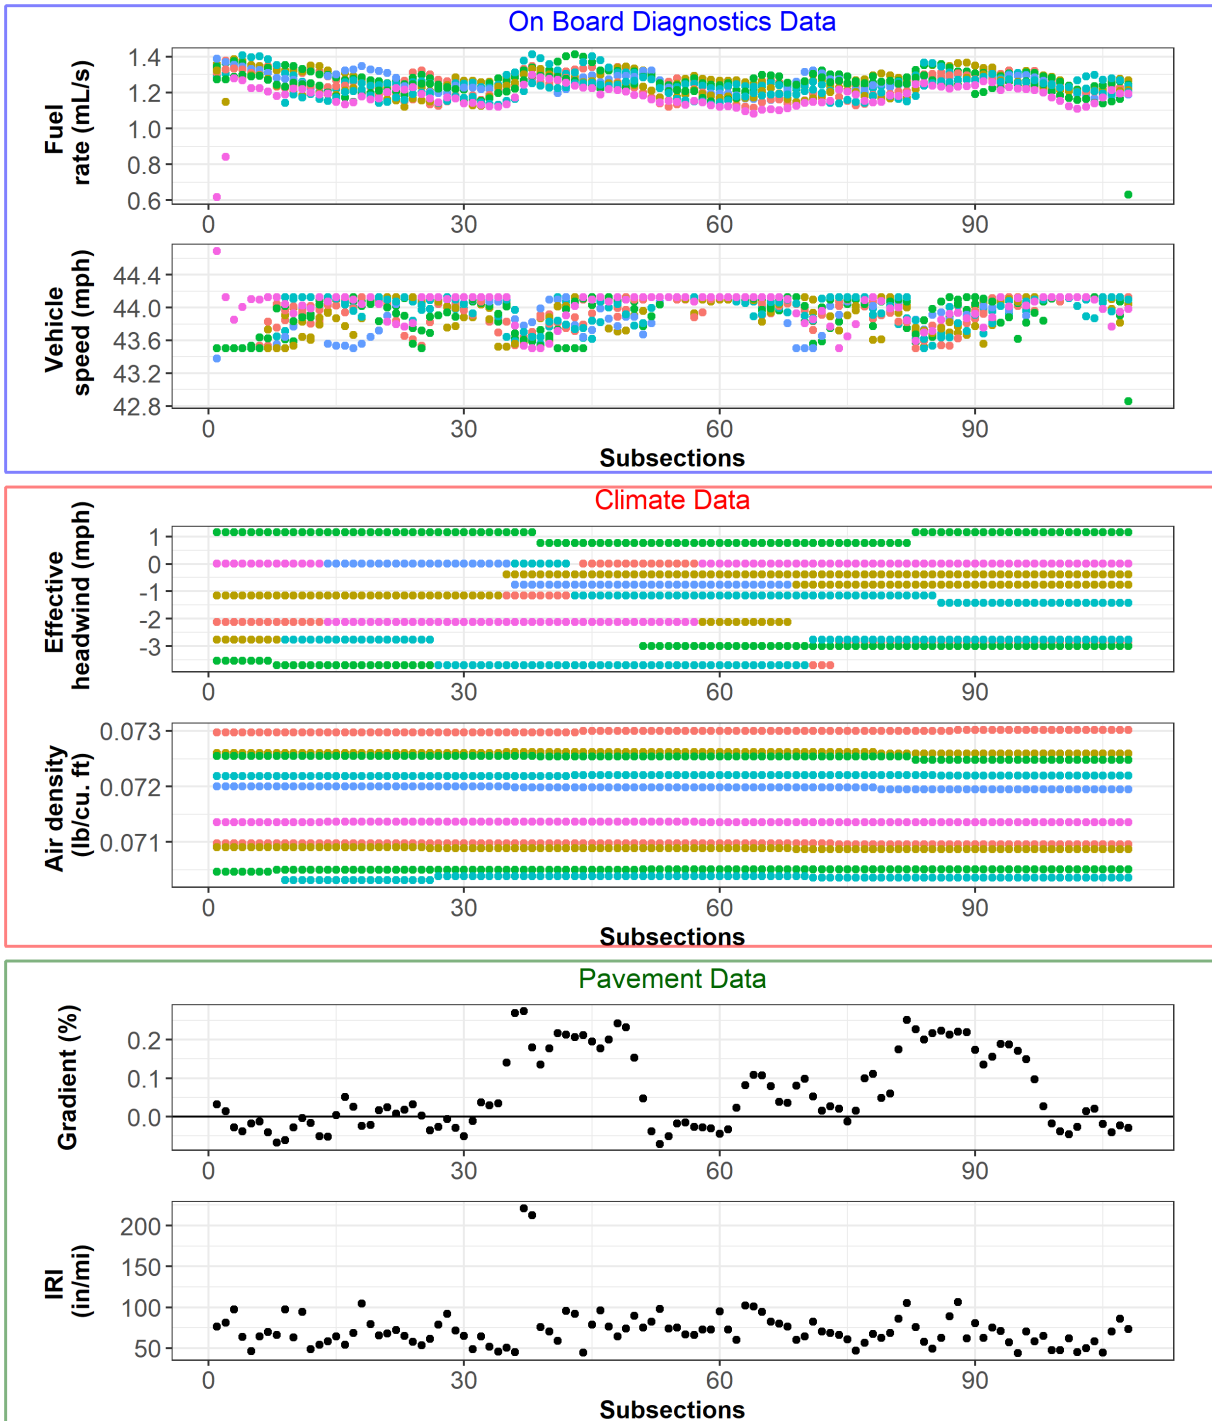 On Board Diagnostics Data
Fuel
rate (mL/s)
1.4
1.2
1.0
0.8
0.6
0 30 60 90
Vehicle
speed (mph)
44.4
44.0
43.6
43.2
42.8
0 30 60 90
Subsections
Climate Data
Effective
headwind (mph)
1
0
-1
-2
-3
0 30 60 90
Air density
(lb/cu. ft)
0.073
0.072
0.071
0 30 60 90
Subsections
Pavement Data
Gradient (%)
0.2
0.1
0.0
0 30 60 90
IRI
(in/mi)
200
150
100
50
0 30 60 90
Subsections